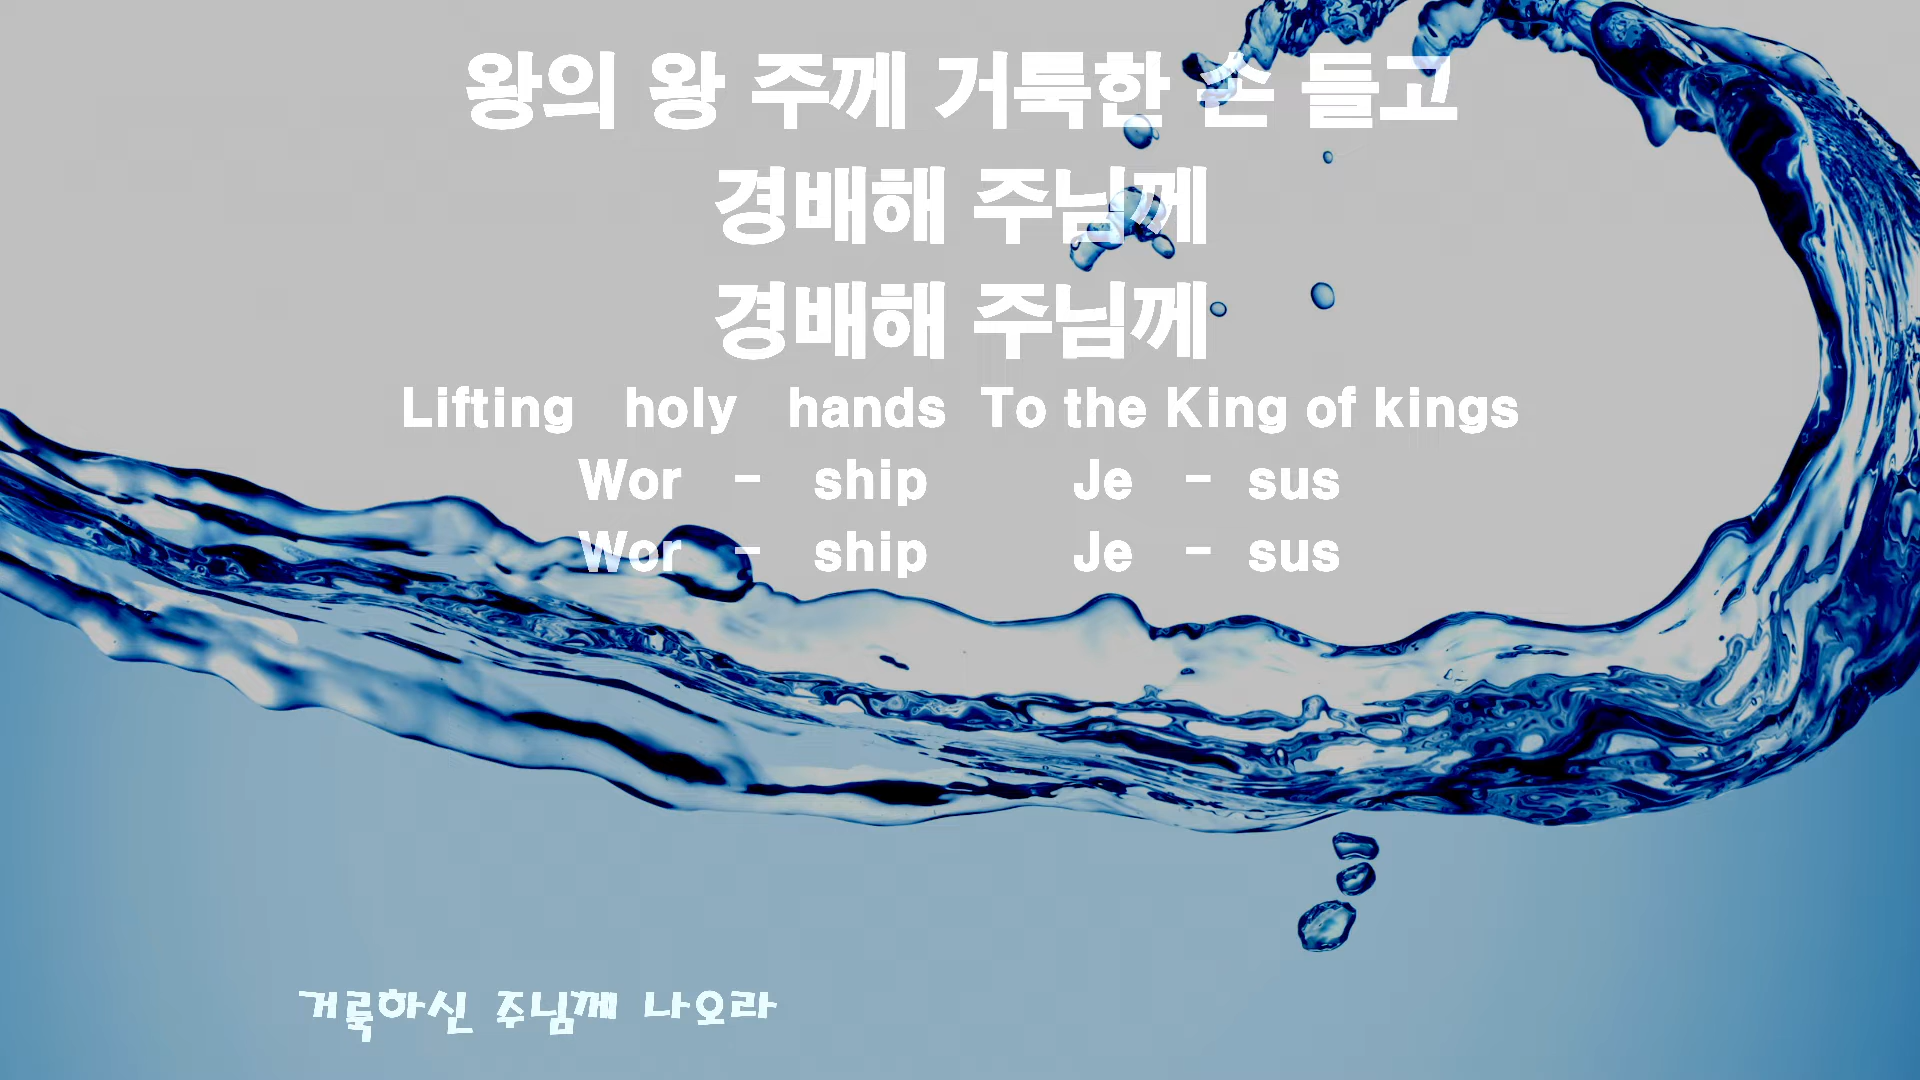 왕의 왕 주께 거룩한 손 들고
경배해 주님께
경배해 주님께
Lifting holy hands To the King of kings
Wor - ship Je - sus
Wor - ship Je - sus
거룩하신 주님께 나오라